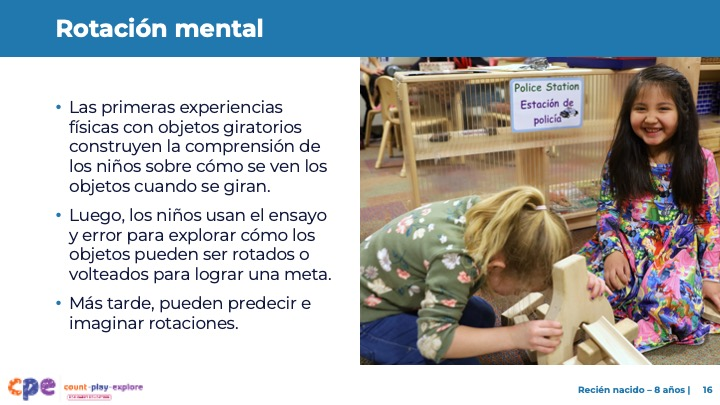 Rotación mental
• Las primeras experiencias
físicas con objetos giratorios
construyen la comprensión de
los niños sobre cómo se ven los
objetos cuando se giran.
• Luego, los niños usan el ensayo
y error para explorar cómo los
objetos pueden ser rotados o
volteados para lograr una meta.
• Más tarde, pueden predecir e
imaginar rotaciones.
Police Station
Estación de
policía
cpe
count-play-explore
Recién nacido – 8 años | 16